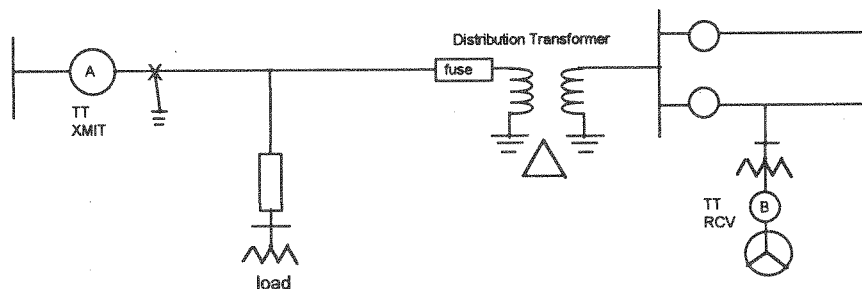 Distribution Transformer
A
fuse
TT
XMIT
TT
RCV
B
load